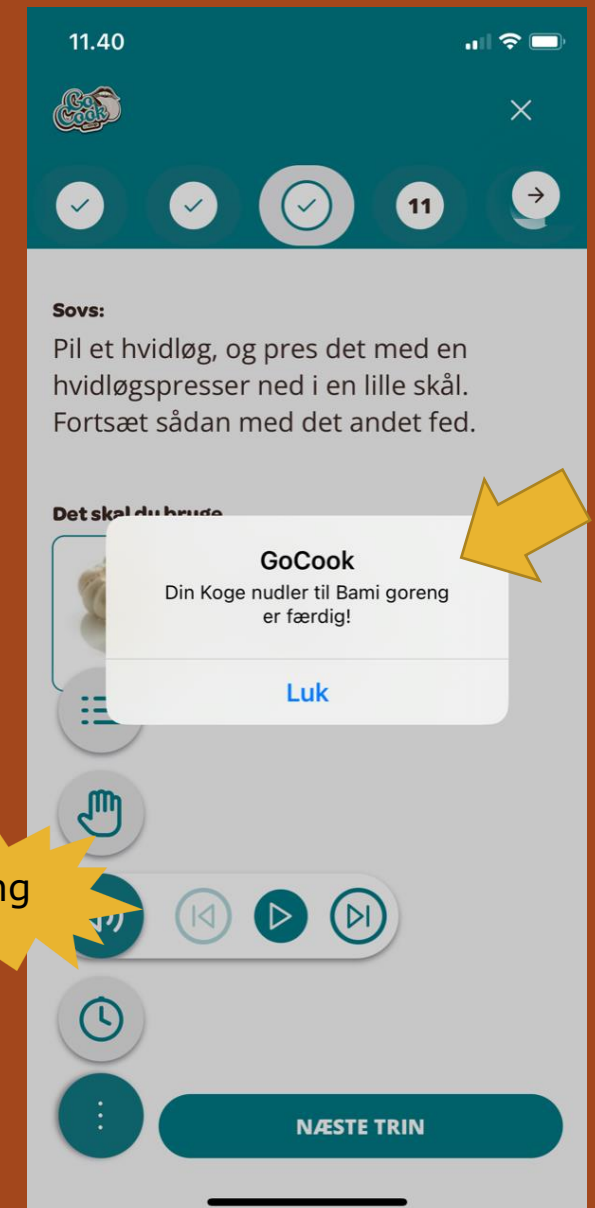 11.40
Go
Cook
11
Sovs:
Pil et hvidløg, og pres det med en
hvidløgspresser ned i en lille skål.
Fortsæt sådan med det andet fed.
Det skal du bruge
GoCook
Din Koge nudler til Bami goreng
er færdig!
Luk
NÆSTE TRIN